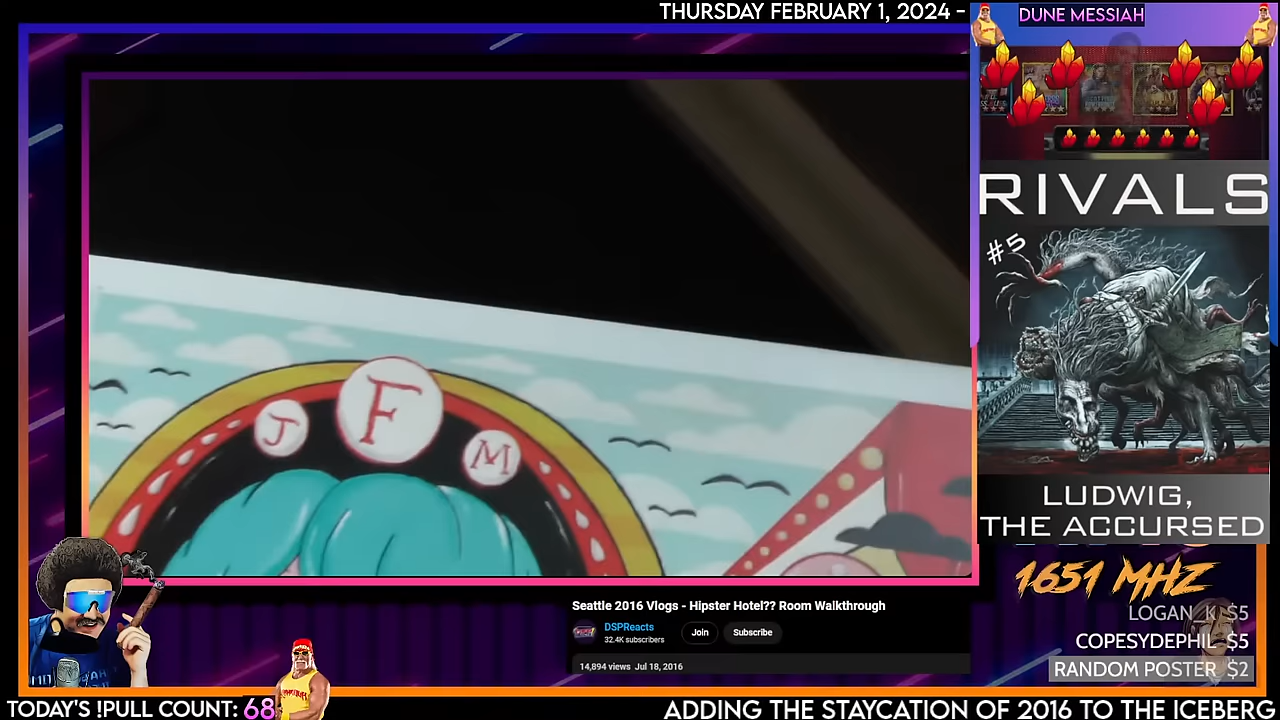 THURSDAY FEBRUARY 1, 2024 -
DUNE MESSIAH
RIVALS
#5
LUDWIG,
THE ACCURSED
J F M
Seattle 2016 Vlogs - Hipster Hotel?? Room Walkthrough
DSPReacts
32.4K subscribers
Join
Subscribe
14,894 views Jul 18, 2016
1651 MHZ
LOGAN_K $5
COPESYDEPHIL $5
RANDOM POSTER $2
TODAY'S !PULL COUNT: 68
ADDING THE STAYCATION OF 2016 TO THE ICEBERG